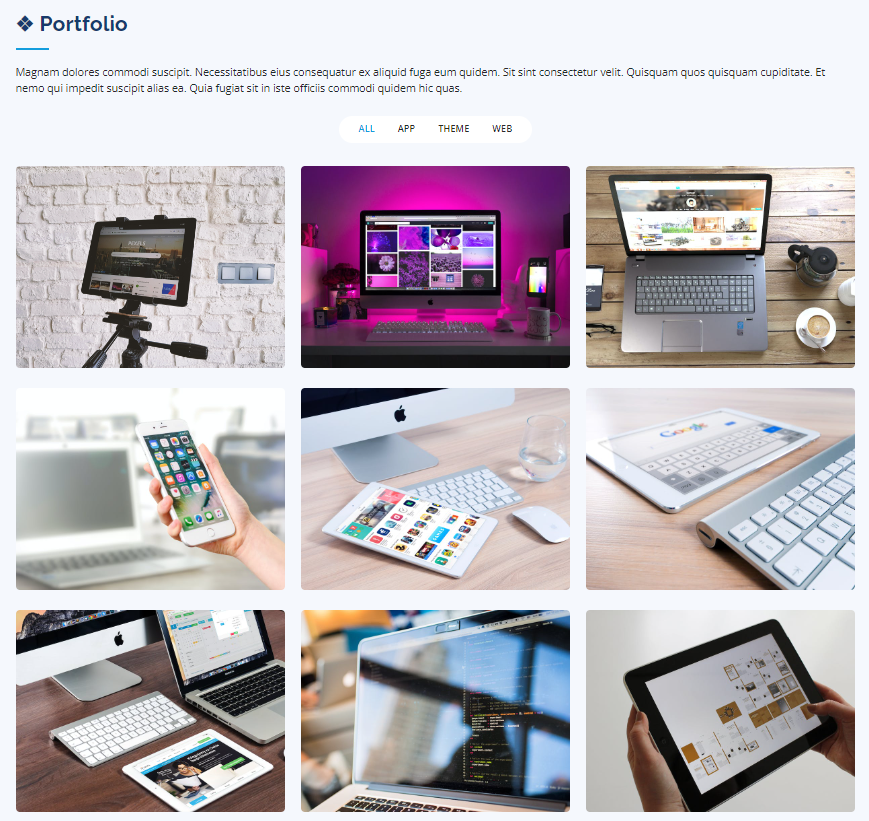 ❖ Portfolio
Magnam dolores commodi suscipit. Necessitatibus eius consequatur ex aliquid fuga eum quidem. Sit sint consectetur velit. Quisquam quos quisquam cupiditate. Et
nemo qui impedit suscipit alias ea. Quia fugiat sit in iste officiis commodi quidem hic quas.
ALL APP THEME WEB
Google